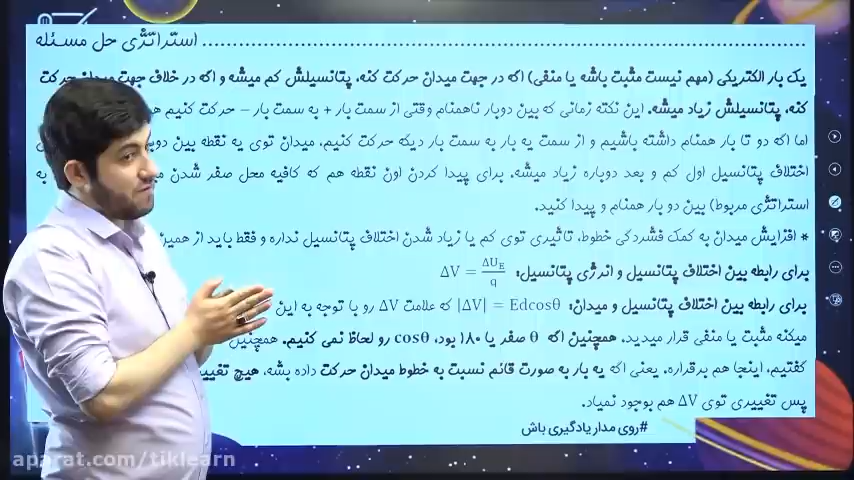 استراتژی حل مسئله
یک بار الکتریکی (مهم نیست مثبت باشه یا منفی) اگه در جهت میدان حرکت کنه، پتانسیلش کم میشه و اگه در خلاف جهت میدان حرکت
کنه، پتانسیلش زیاد میشه. این نکته زمانی که بین دوبار ناهمنام وقتی از سمت بار + به سمت بار - حرکت کنیم
اما اگه دو تا بار همنام داشته باشیم و از سمت یه بار به سمت بار دیگه حرکت کنیم، میدان توی یه نقطه بین
اختلاف پتانسیل اول کم و بعد دوباره زیاد میشه. برای پیدا کردن اون نقطه هم که کافیه محل صفر شدن
استراتژی مربوط) بین دو بار همنام و پیدا کنید.
* افزایش میدان به کمک فشردگی خطوط، تاثیری توی کم یا زیاد شدن اختلاف پتانسیل نداره و فقط باید از
برای رابطه بین اختلاف پتانسیل و انرژی پتانسیل: ΔV = ΔU_E / q
برای رابطه بین اختلاف پتانسیل و میدان: |ΔV| = Edcosθ که علامت ΔV رو با توجه به این
میکنه مثبت یا منفی قرار میدید. همچنین اگه θ صفر یا ۱۸۰ بود، cosθ رو لحاظ نمی کنیم. همچنین
گفتیم، اینجا هم برقراره. یعنی اگه یه بار به صورت قائم نسبت به خطوط میدان حرکت داده بشه، هیچ
پس تغییری توی ΔV هم بوجود نمیاد.
#روی مدار یادگیری باش
aparat.com/tiklearn